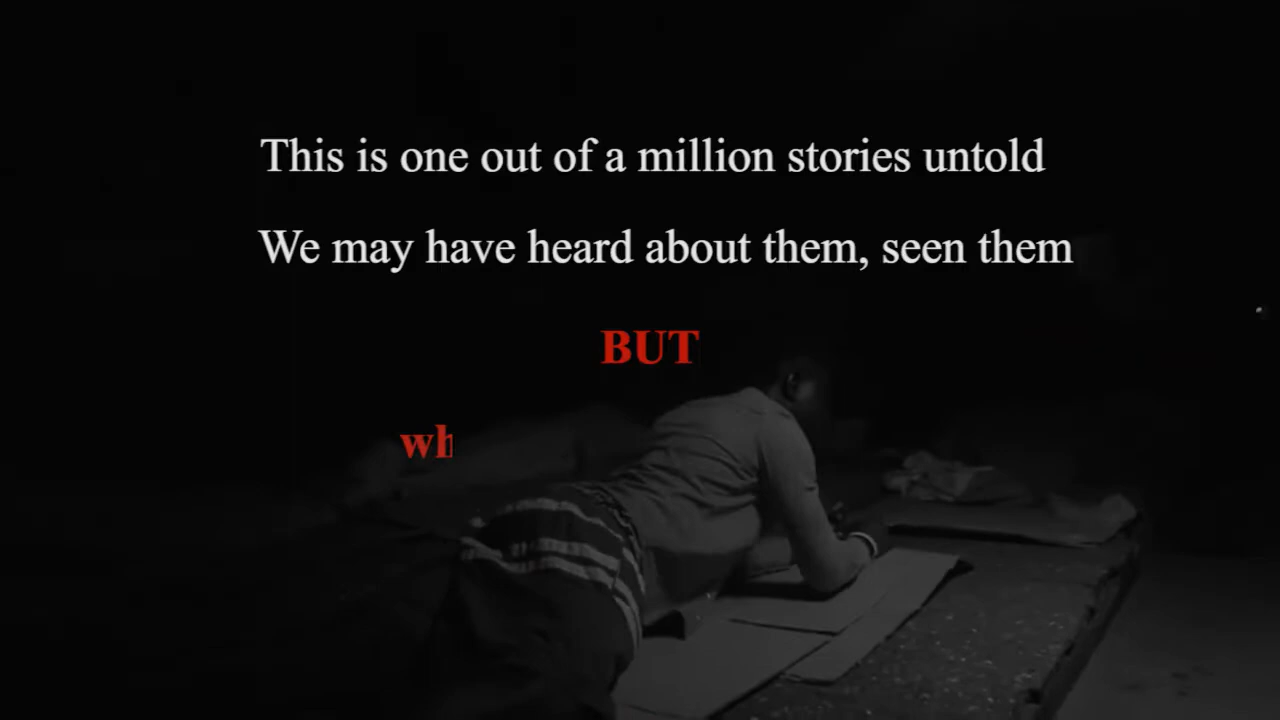 This is one out of a million stories untold
We may have heard about them, seen them
BUT
wh